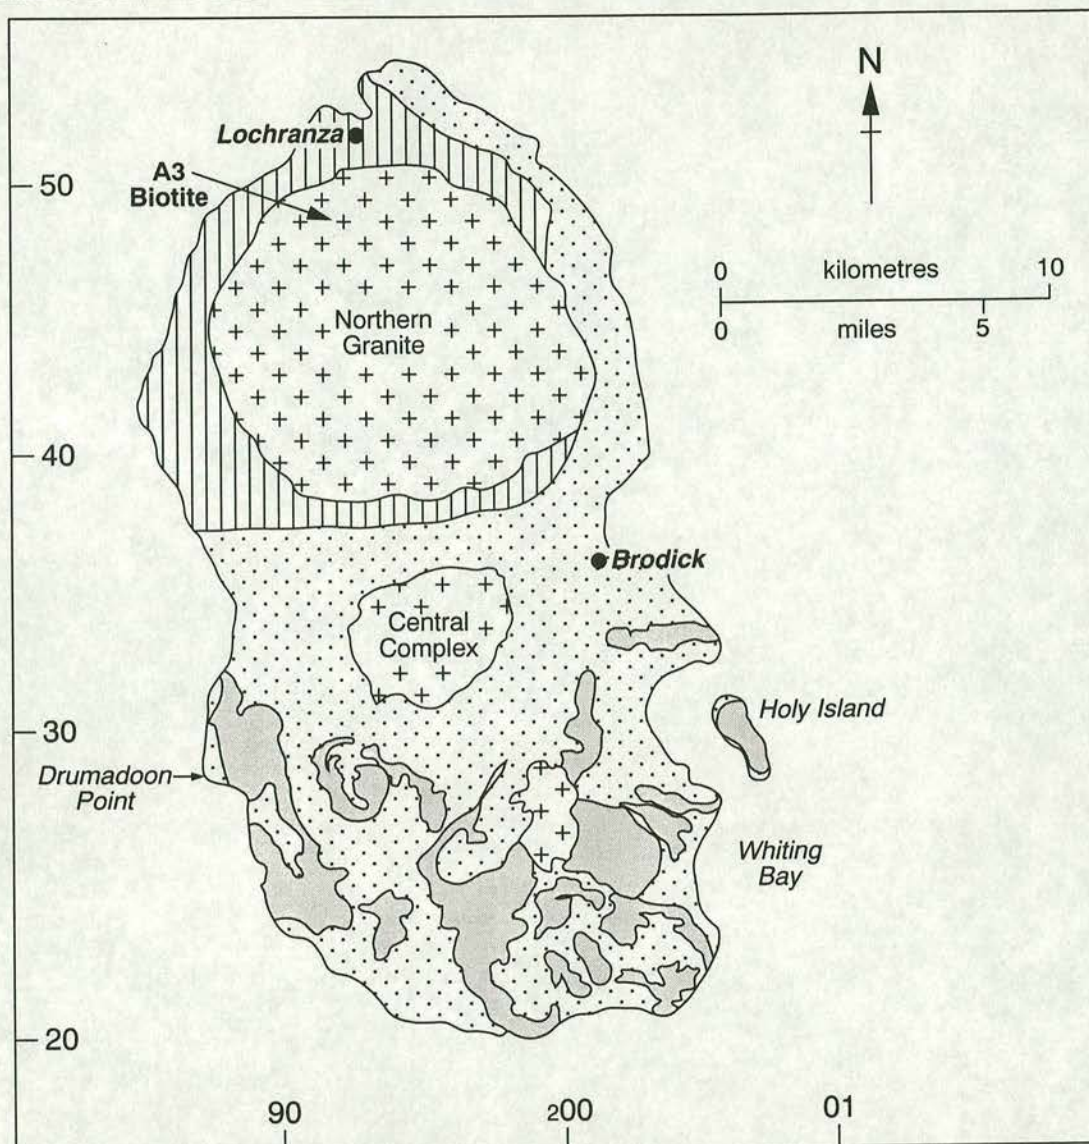 N
Lochranza
A3
Biotite
50
0 kilometres 10
0 miles 5
Northern
Granite
40
Brodick
Central
Complex
Holy Island
30
Drumadoon
Point
Whiting
Bay
20
90 200 01